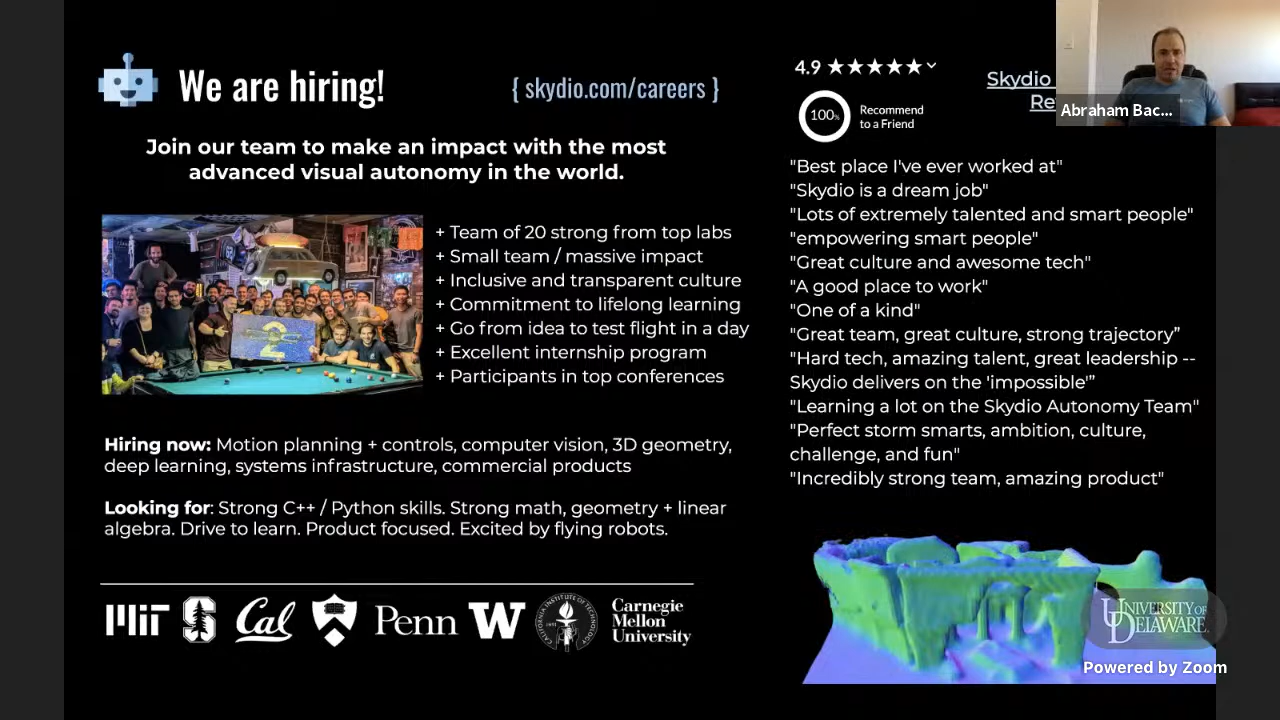 We are hiring!
{ skydio.com/careers }
Join our team to make an impact with the most
advanced visual autonomy in the world.
+ Team of 20 strong from top labs
+ Small team / massive impact
+ Inclusive and transparent culture
+ Commitment to lifelong learning
+ Go from idea to test flight in a day
+ Excellent internship program
+ Participants in top conferences
2
Hiring now: Motion planning + controls, computer vision, 3D geometry,
deep learning, systems infrastructure, commercial products
Looking for: Strong C++ / Python skills. Strong math, geometry + linear
algebra. Drive to learn. Product focused. Excited by flying robots.
MIT
S
Cal
Penn
W
Carnegie
Mellon
University
4.9 ★★★★★
100%
Recommend
to a Friend
Skydio
Re
Abraham Bac...
"Best place I've ever worked at"
"Skydio is a dream job"
"Lots of extremely talented and smart people"
"empowering smart people"
"Great culture and awesome tech"
"A good place to work"
"One of a kind"
"Great team, great culture, strong trajectory”
"Hard tech, amazing talent, great leadership --
Skydio delivers on the 'impossible'”
"Learning a lot on the Skydio Autonomy Team"
"Perfect storm smarts, ambition, culture,
challenge, and fun"
"Incredibly strong team, amazing product"
UNIVERSITY OF
DELAWARE.
Powered by Zoom